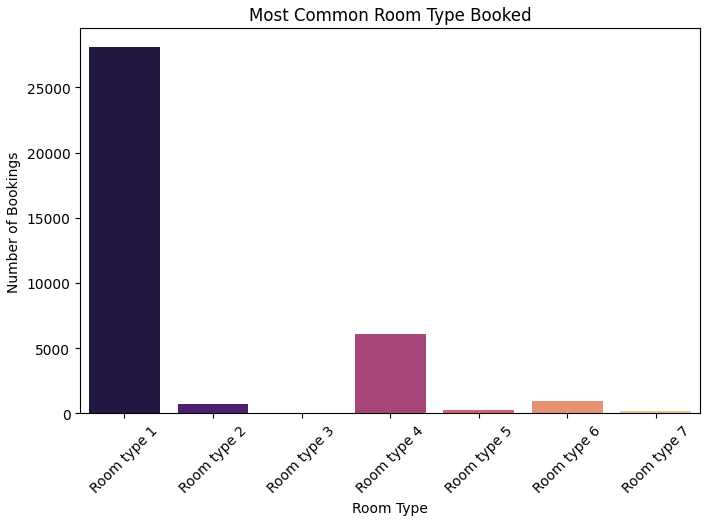 Most Common Room Type Booked
Number of Bookings
25000
20000
15000
10000
5000
0
Room type 1
Room type 2
Room type 3
Room type 4
Room type 5
Room type 6
Room type 7
Room Type